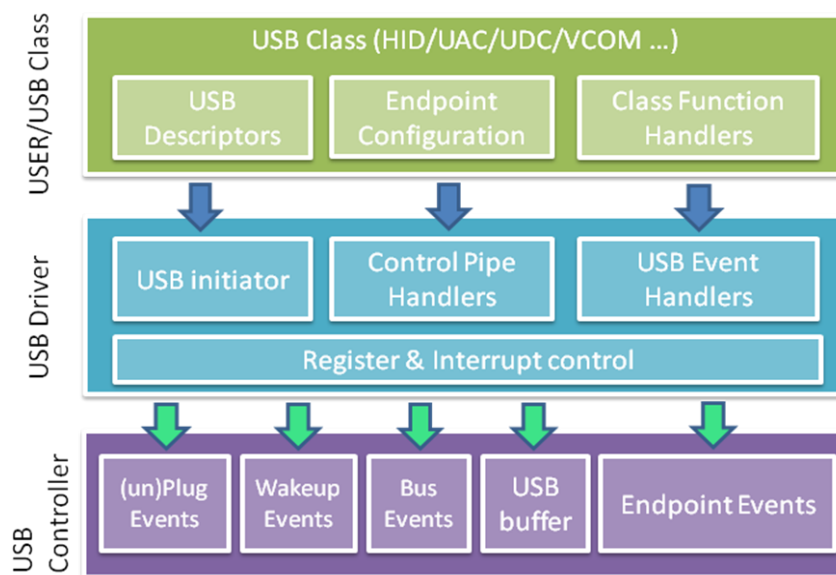 USER/USB Class
USB Class (HID/UAC/UDC/VCOM ...)
USB
Descriptors
Endpoint
Configuration
Class Function
Handlers
USB Driver
USB initiator
Control Pipe
Handlers
USB Event
Handlers
Register & Interrupt control
USB
Controller
(un)Plug
Events
Wakeup
Events
Bus
Events
USB
buffer
Endpoint Events